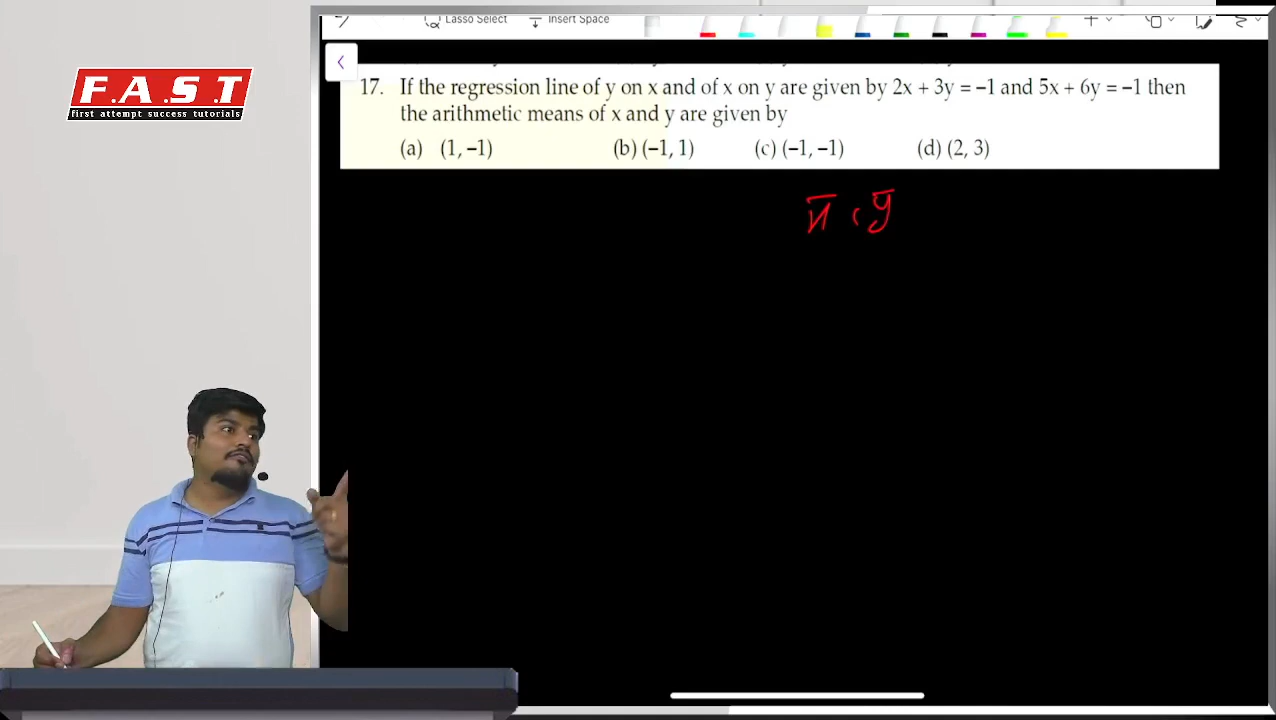 Lasso Select
Insert Space
F.A.S.T
first attempt success tutorials
17. If the regression line of y on x and of x on y are given by 2x + 3y = –1 and 5x + 6y = –1 then
the arithmetic means of x and y are given by
(a) (1, –1) (b) (–1, 1) (c) (–1, –1) (d) (2, 3)
x̄ , ȳ